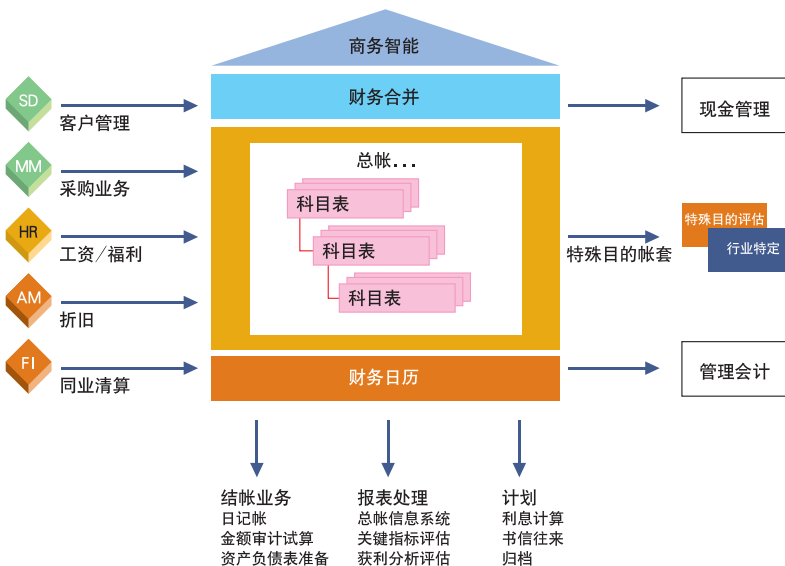 商务智能
财务合并
SD
客户管理
MM
采购业务
HR
工资/福利
AM
折旧
FI
同业清算
总帐...
科目表
科目表
科目表
财务日历
现金管理
特殊目的帐套
特殊目的评估
行业特定
管理会计
结帐业务
日记帐
金额审计试算
资产负债表准备
报表处理
总帐信息系统
关键指标评估
获利分析评估
计划
利息计算
书信往来
归档